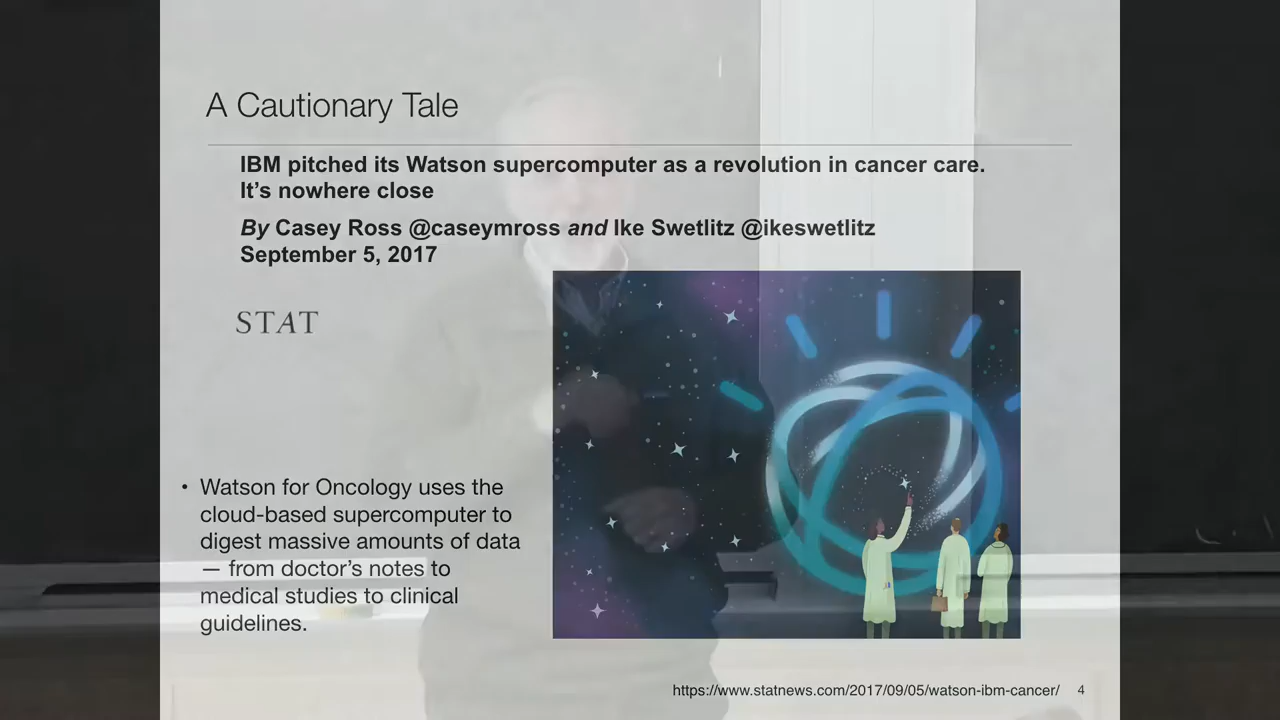 A Cautionary Tale
IBM pitched its Watson supercomputer as a revolution in cancer care.
It's nowhere close
By Casey Ross @caseymross and Ike Swetlitz @ikeswetlitz
September 5, 2017
STAT
• Watson for Oncology uses the
cloud-based supercomputer to
digest massive amounts of data
— from doctor's notes to
medical studies to clinical
guidelines.
https://www.statnews.com/2017/09/05/watson-ibm-cancer/ 4